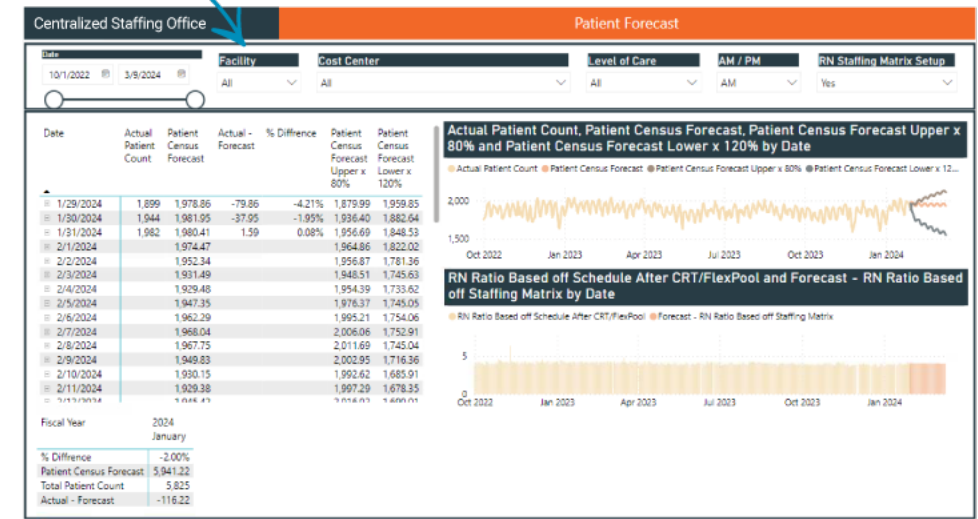 Centralized Staffing Office
Patient Forecast
Date
10/1/2022 3/9/2024
Facility
All
Cost Center
All
Level of Care
All
AM / PM
AM
RN Staffing Matrix Setup
Yes
Date Actual Patient Count Patient Census Forecast Actual - Forecast % Diffrence Patient Census Forecast Upper x 80% Patient Census Forecast Lower x 120%
1/29/2024 1,899 1,978.86 -79.86 -4.21% 1,879.99 1,959.85
1/30/2024 1,944 1,981.95 -37.95 -1.95% 1,936.40 1,882.64
1/31/2024 1,982 1,980.41 1.59 0.08% 1,956.69 1,848.53
2/1/2024 1,974.47 1,964.86 1,822.02
2/2/2024 1,952.34 1,956.87 1,781.36
2/3/2024 1,931.49 1,948.51 1,745.63
2/4/2024 1,929.48 1,954.39 1,733.62
2/5/2024 1,947.35 1,976.37 1,745.05
2/6/2024 1,962.29 1,995.21 1,754.06
2/7/2024 1,968.04 2,006.06 1,752.91
2/8/2024 1,967.75 2,011.69 1,745.04
2/9/2024 1,949.83 2,002.95 1,716.36
2/10/2024 1,930.15 1,992.62 1,685.91
2/11/2024 1,929.38 1,997.29 1,678.35
Fiscal Year 2024
January
% Diffrence -2.00%
Patient Census Forecast 5,941.22
Total Patient Count 5,825
Actual - Forecast -116.22
Actual Patient Count, Patient Census Forecast, Patient Census Forecast Upper x
80% and Patient Census Forecast Lower x 120% by Date
Actual Patient Count Patient Census Forecast Patient Census Forecast Upper x 80% Patient Census Forecast Lower x 12...
2,000
1,500
Oct 2022 Jan 2023 Apr 2023 Jul 2023 Oct 2023 Jan 2024
RN Ratio Based off Schedule After CRT/FlexPool and Forecast - RN Ratio Based
off Staffing Matrix by Date
RN Ratio Based off Schedule After CRT/FlexPool Forecast - RN Ratio Based off Staffing Matrix
5
0
Oct 2022 Jan 2023 Apr 2023 Jul 2023 Oct 2023 Jan 2024